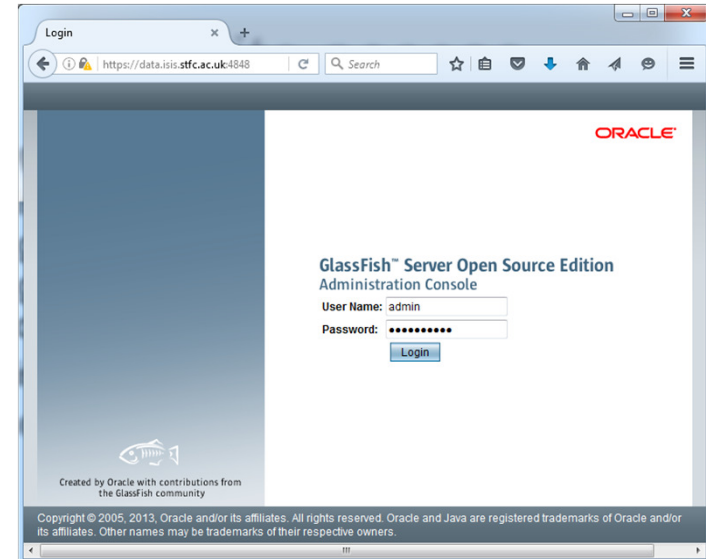 Login
https://data.isis.stfc.ac.uk:4848
Search
ORACLE
GlassFish™ Server Open Source Edition
Administration Console
User Name: admin
Password: ••••••••••
Login
Created by Oracle with contributions from
the GlassFish community
Copyright © 2005, 2013, Oracle and/or its affiliates. All rights reserved. Oracle and Java are registered trademarks of Oracle and/or
its affiliates. Other names may be trademarks of their respective owners.